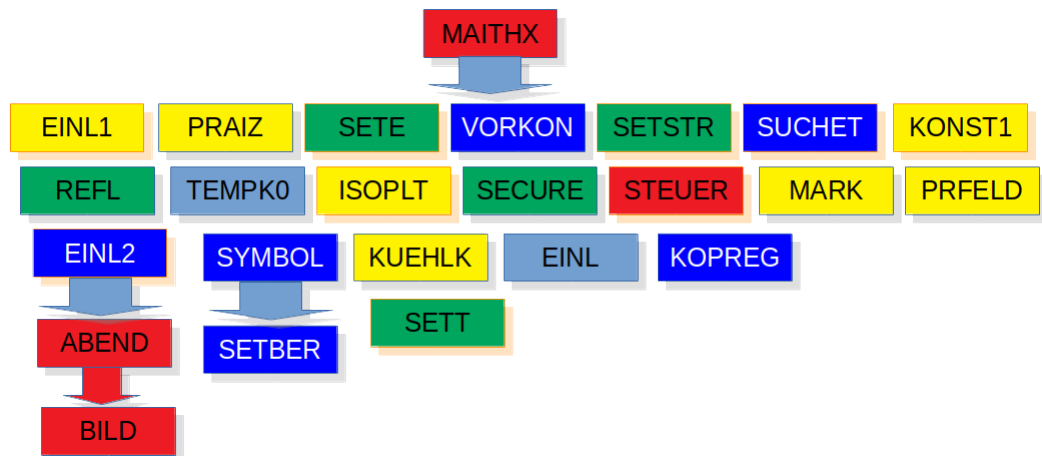 MAITHX
EINL1 PRAIZ SETE VORKON SETSTR SUCHET KONST1
REFL TEMPK0 ISOPLT SECURE STEUER MARK PRFELD
EINL2 SYMBOL KUEHLK EINL KOPREG
SETT
ABEND SETBER
BILD